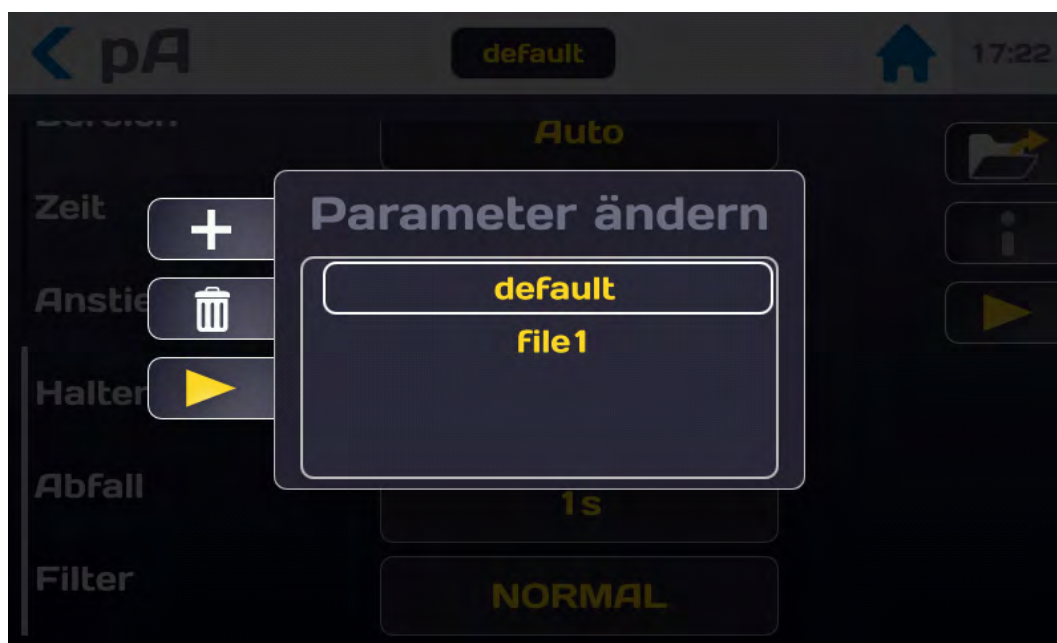 pA
default
17:22
Auto
Zeit
Parameter ändern
default
file1
Abfall
1s
Filter
NORMAL